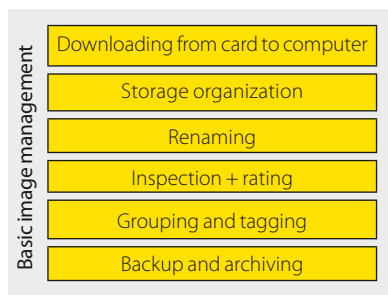 Basic image management
Downloading from card to computer
Storage organization
Renaming
Inspection + rating
Grouping and tagging
Backup and archiving